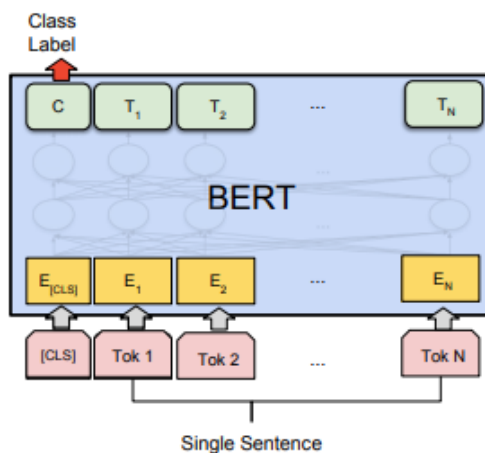 Class
Label
C T1 T2 --- TN
...
BERT
...
E[CLS] E1 E2 --- EN
[CLS] Tok 1 Tok 2 ... Tok N
Single Sentence